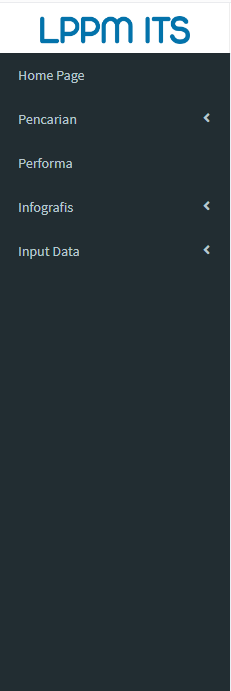 LPPM ITS
Home Page
Pencarian
Performa
Infografis
Input Data